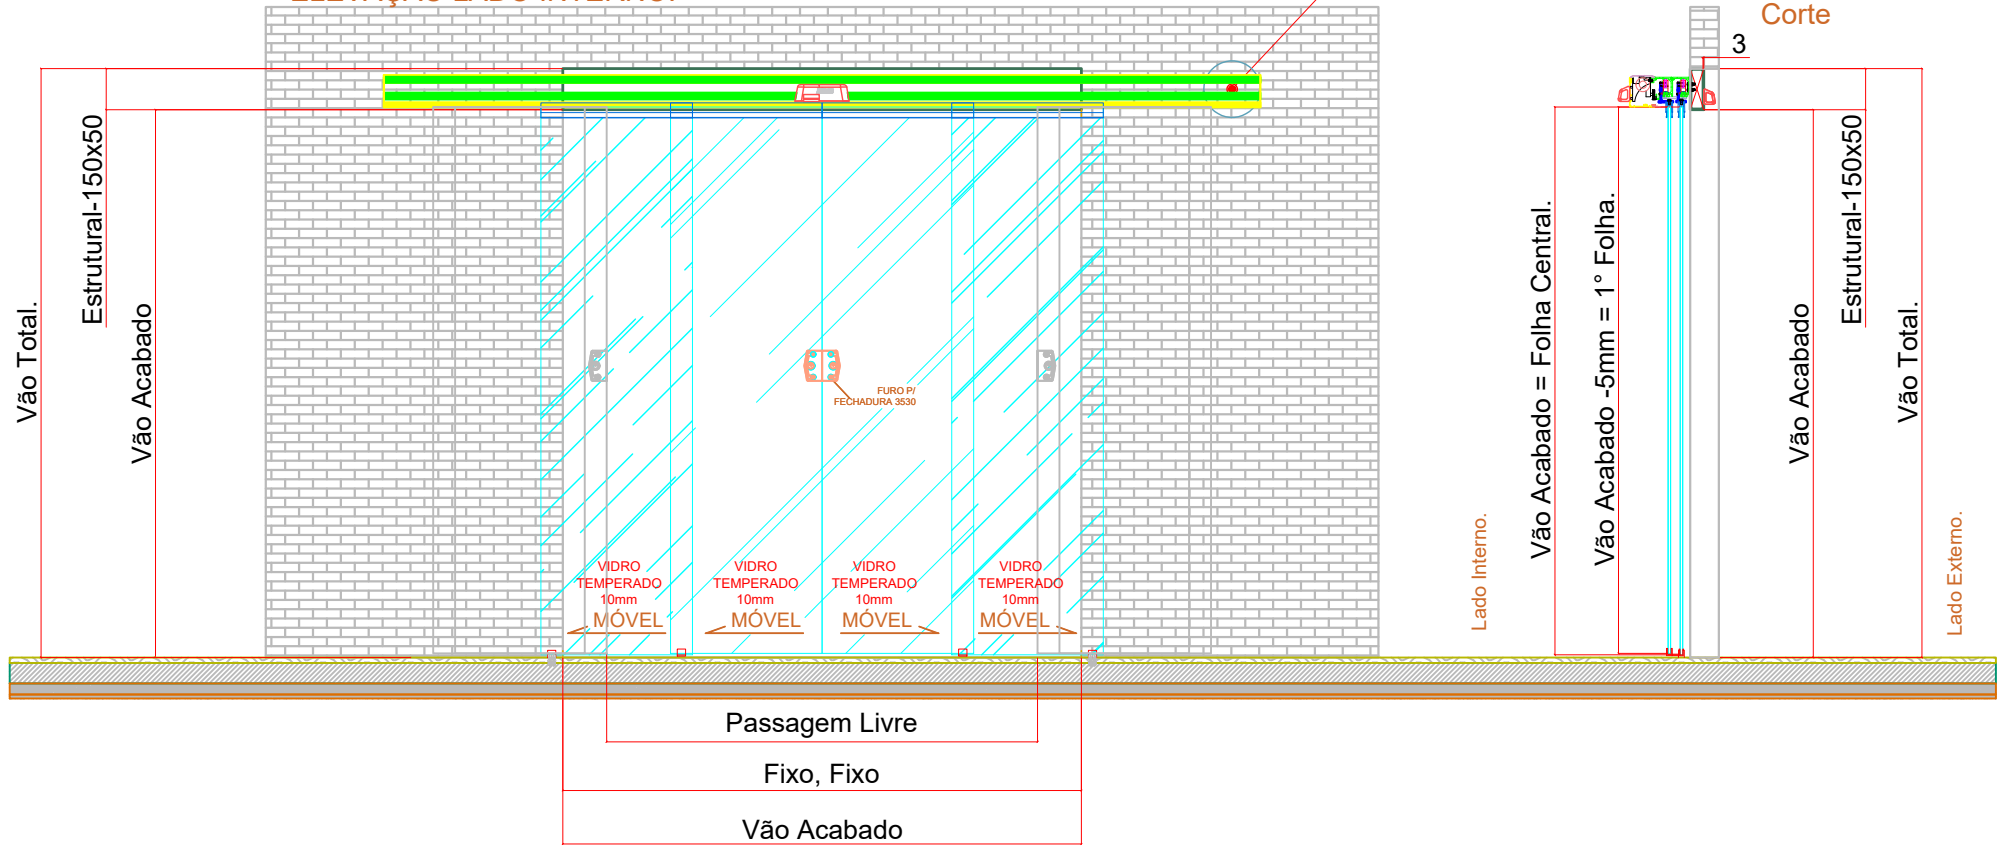 Corte
3
Vão Total.
Estrutural-150x50
Vão Acabado
FURO P/
FECHADURA 3530
VIDRO
TEMPERADO
10mm
MÓVEL
VIDRO
TEMPERADO
10mm
MÓVEL
VIDRO
TEMPERADO
10mm
MÓVEL
VIDRO
TEMPERADO
10mm
MÓVEL
Passagem Livre
Fixo, Fixo
Vão Acabado
Lado Interno.
Vão Acabado = Folha Central.
Vão Acabado -5mm = 1° Folha.
Vão Acabado
Estrutural-150x50
Vão Total.
Lado Externo.